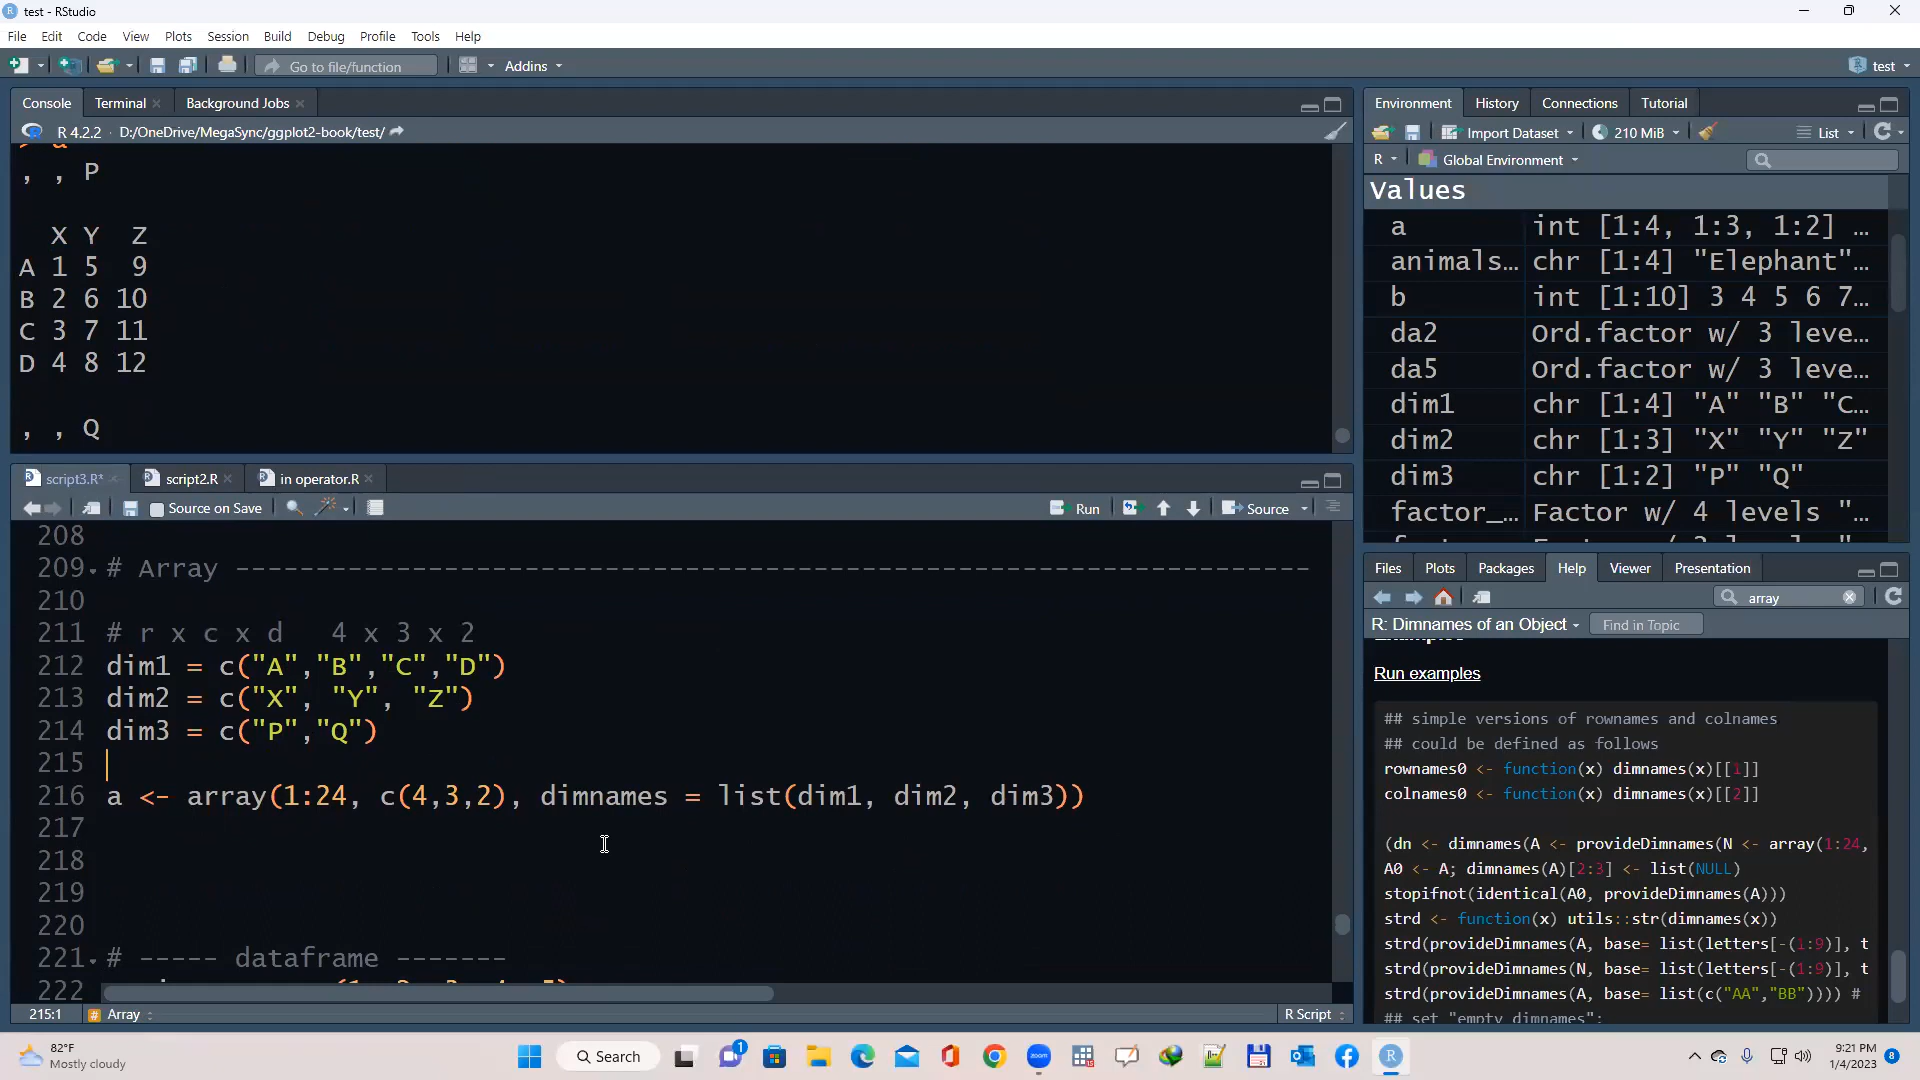 test - RStudio
File Edit Code View Plots Session Build Debug Profile Tools Help
Go to file/function Addins test
Console Terminal Background Jobs
R 4.2.2 · D:/OneDrive/MegaSync/ggplot2-book/test/
, , P
X Y Z
A 1 5 9
B 2 6 10
C 3 7 11
D 4 8 12
, , Q
script3.R* script2.R in operator.R
Source on Save Run Source
208
209 # Array -------------------------------------------------------------------
210
211 # r x c x d 4 x 3 x 2
212 dim1 = c("A","B","C","D")
213 dim2 = c("X", "Y", "Z")
214 dim3 = c("P","Q")
215
216 a <- array(1:24, c(4,3,2), dimnames = list(dim1, dim2, dim3))
217
218
219
220
221 # ----- dataframe -------
222
215:1 # Array R Script
Environment History Connections Tutorial
Import Dataset 210 MiB List
R Global Environment
Values
a int [1:4, 1:3, 1:2] …
animals… chr [1:4] "Elephant"…
b int [1:10] 3 4 5 6 7…
da2 Ord.factor w/ 3 leve…
da5 Ord.factor w/ 3 leve…
dim1 chr [1:4] "A" "B" "C…
dim2 chr [1:3] "X" "Y" "Z"
dim3 chr [1:2] "P" "Q"
factor_… Factor w/ 4 levels "…
Files Plots Packages Help Viewer Presentation
array
R: Dimnames of an Object Find in Topic
Examples
Run examples
## simple versions of rownames and colnames
## could be defined as follows
rownames0 <- function(x) dimnames(x)[[1]]
colnames0 <- function(x) dimnames(x)[[2]]
(dn <- dimnames(A <- provideDimnames(N <- array(1:24,
A0 <- A; dimnames(A)[2:3] <- list(NULL)
stopifnot(identical(A0, provideDimnames(A)))
strd <- function(x) utils::str(dimnames(x))
strd(provideDimnames(A, base= list(letters[-(1:9)], t
strd(provideDimnames(N, base= list(letters[-(1:9)], t
strd(provideDimnames(A, base= list(c("AA","BB")))) #
## set "empty dimnames":
82°F
Mostly cloudy
Search
1
9:21 PM
1/4/2023
8